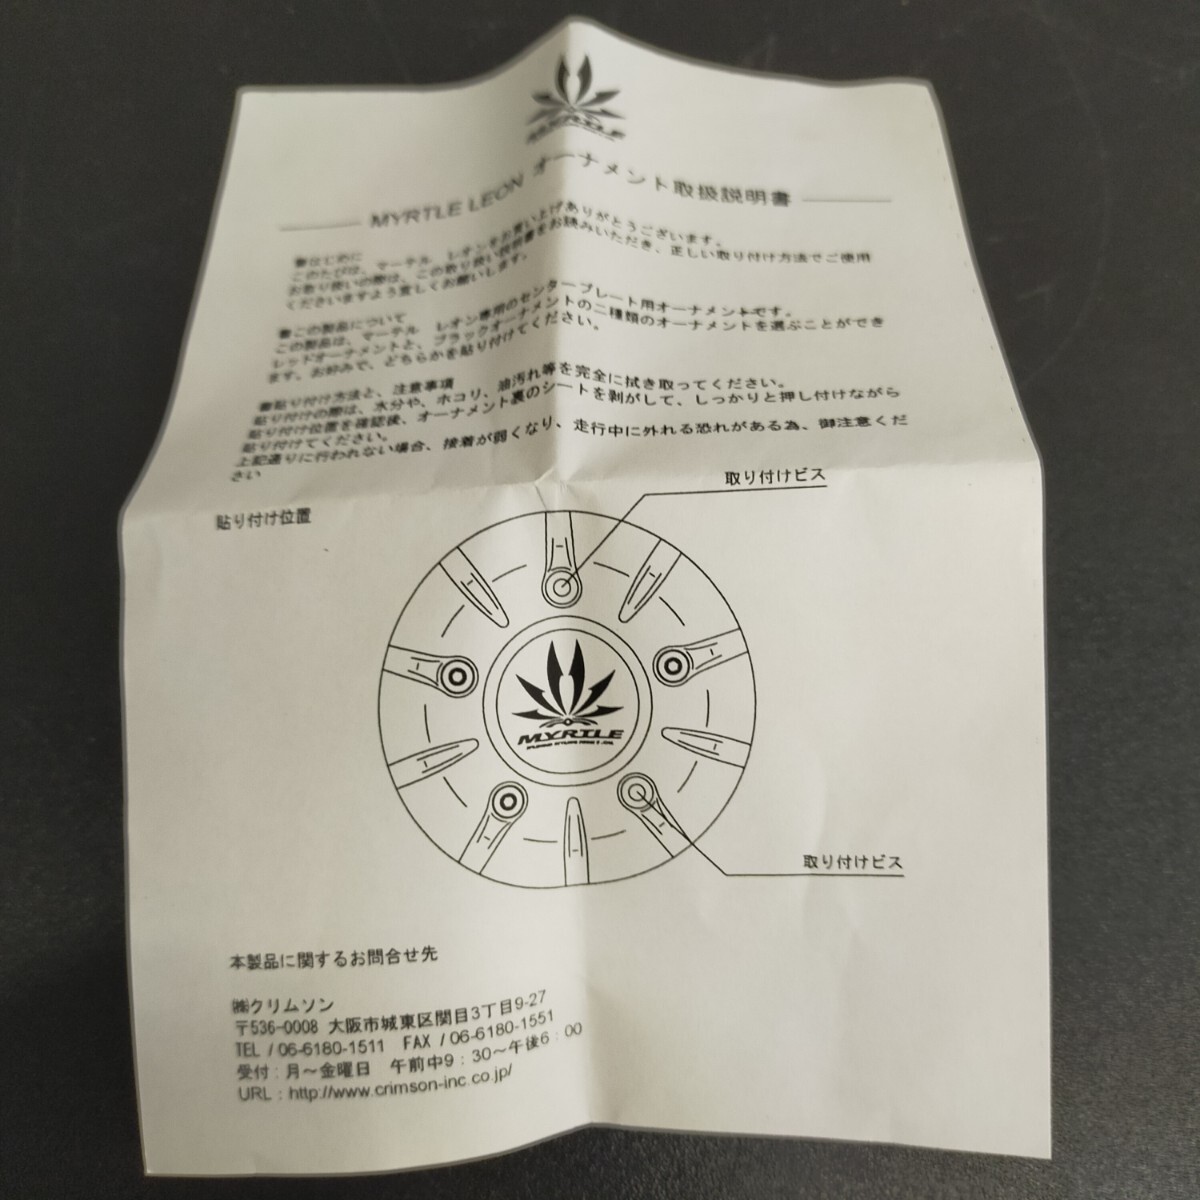 MYRTLE
MYRTLE LEON オーナメント取扱説明書
■はじめに
このたびは、マーテル レオンをお買い上げありがとうございます。
お取り扱いの際は、この取り扱い説明書をお読みいただき、正しい取り付け方法でご使用
くださいますよう宜しくお願いします。
■この製品について
この製品は、マーテル レオン専用のセンタープレート用オーナメントです。
レッドオーナメントと、ブラックオーナメントの二種類のオーナメントを選ぶことができ
ます。お好みで、どちらかを貼り付けてください。
■貼り付け方法と、注意事項
貼り付けの際は、水分や、ホコリ、油汚れ等を完全に拭き取ってください。
貼り付け位置を確認後、オーナメント裏のシートを剥がして、しっかりと押し付けながら
貼り付けてください。
上記通りに行われない場合、接着が弱くなり、走行中に外れる恐れがある為、御注意くだ
さい
取り付けビス
貼り付け位置
MYRTLE
取り付けビス
本製品に関するお問合せ先
㈱クリムソン
〒536-0008 大阪市城東区関目3丁目9-27
TEL / 06-6180-1511 FAX / 06-6180-1551
受付：月～金曜日 午前中9：30～午後6：00
URL：http://www.crimson-inc.co.jp/